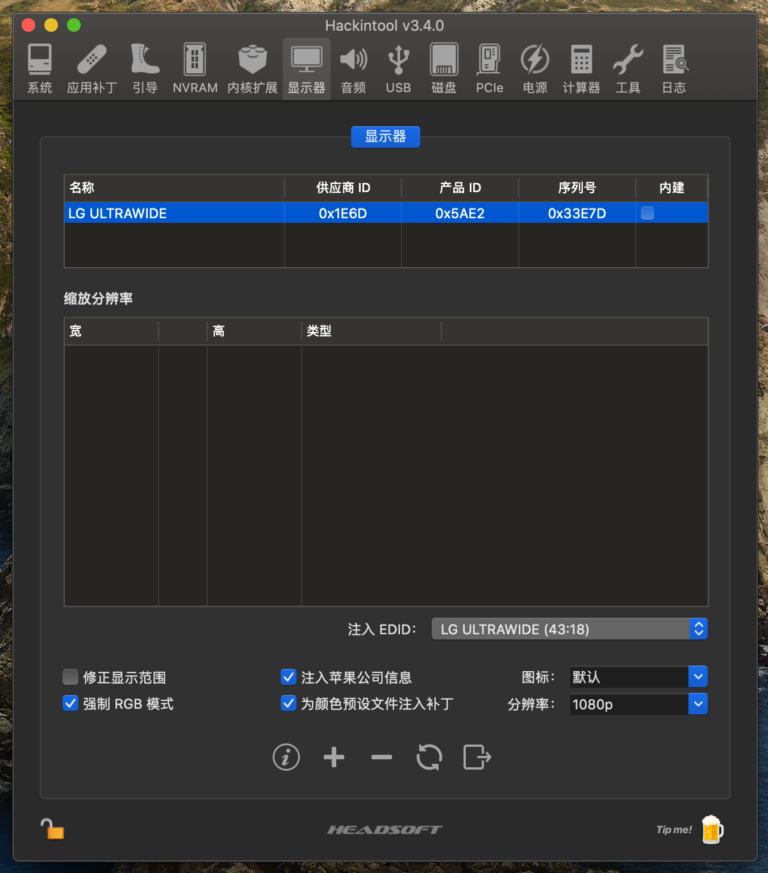 Hackintool v3.4.0
系统 应用补丁 引导 NVRAM 内核扩展 显示器 音频 USB 磁盘 PCIe 电源 计算器 工具 日志
显示器
名称 供应商 ID 产品 ID 序列号 内建
LG ULTRAWIDE 0x1E6D 0x5AE2 0x33E7D
缩放分辨率
宽 高 类型
注入 EDID: LG ULTRAWIDE (43:18)
修正显示范围 注入苹果公司信息 图标: 默认
强制 RGB 模式 为颜色预设文件注入补丁 分辨率: 1080p
HEADSOFT Tip me!